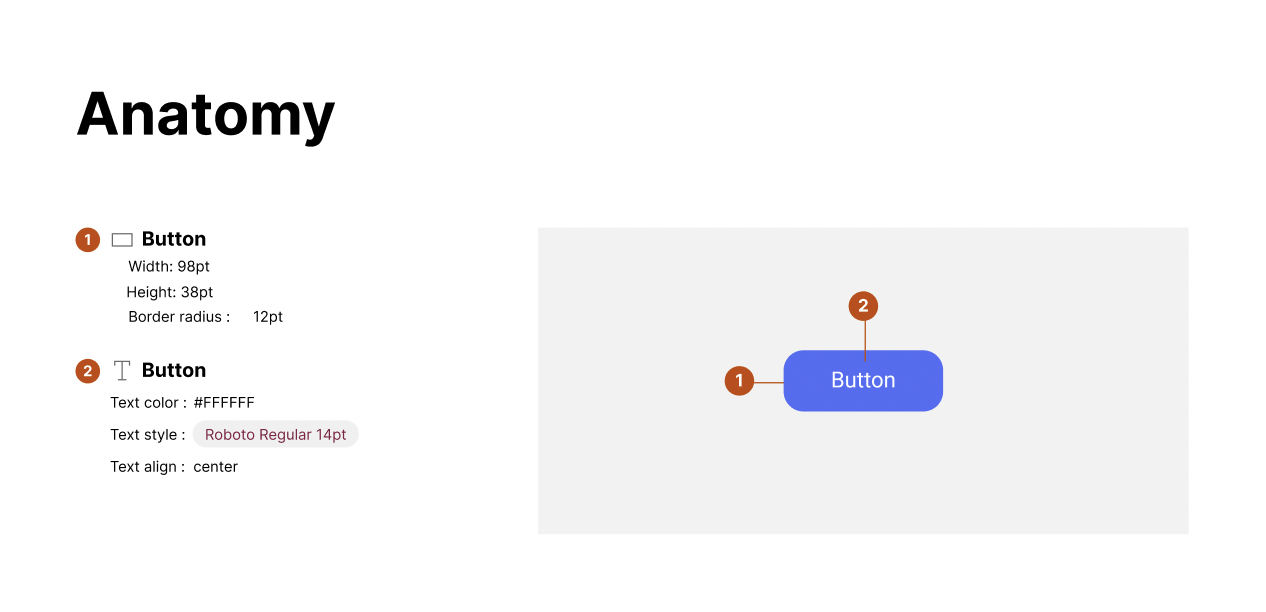 Anatomy
1 Button
Width: 98pt
Height: 38pt
Border radius : 12pt
2 Button
Text color : #FFFFFF
Text style : Roboto Regular 14pt
Text align : center
2
1 Button